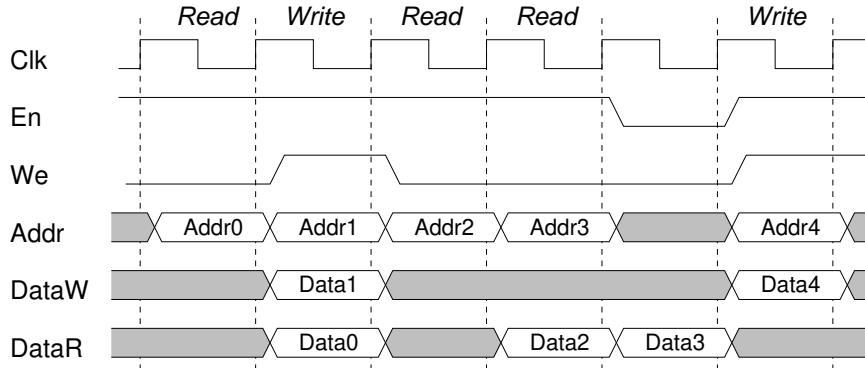 Read Write Read Read Write
Clk
En
We
Addr Addr0 Addr1 Addr2 Addr3 Addr4
DataW Data1 Data4
DataR Data0 Data2 Data3